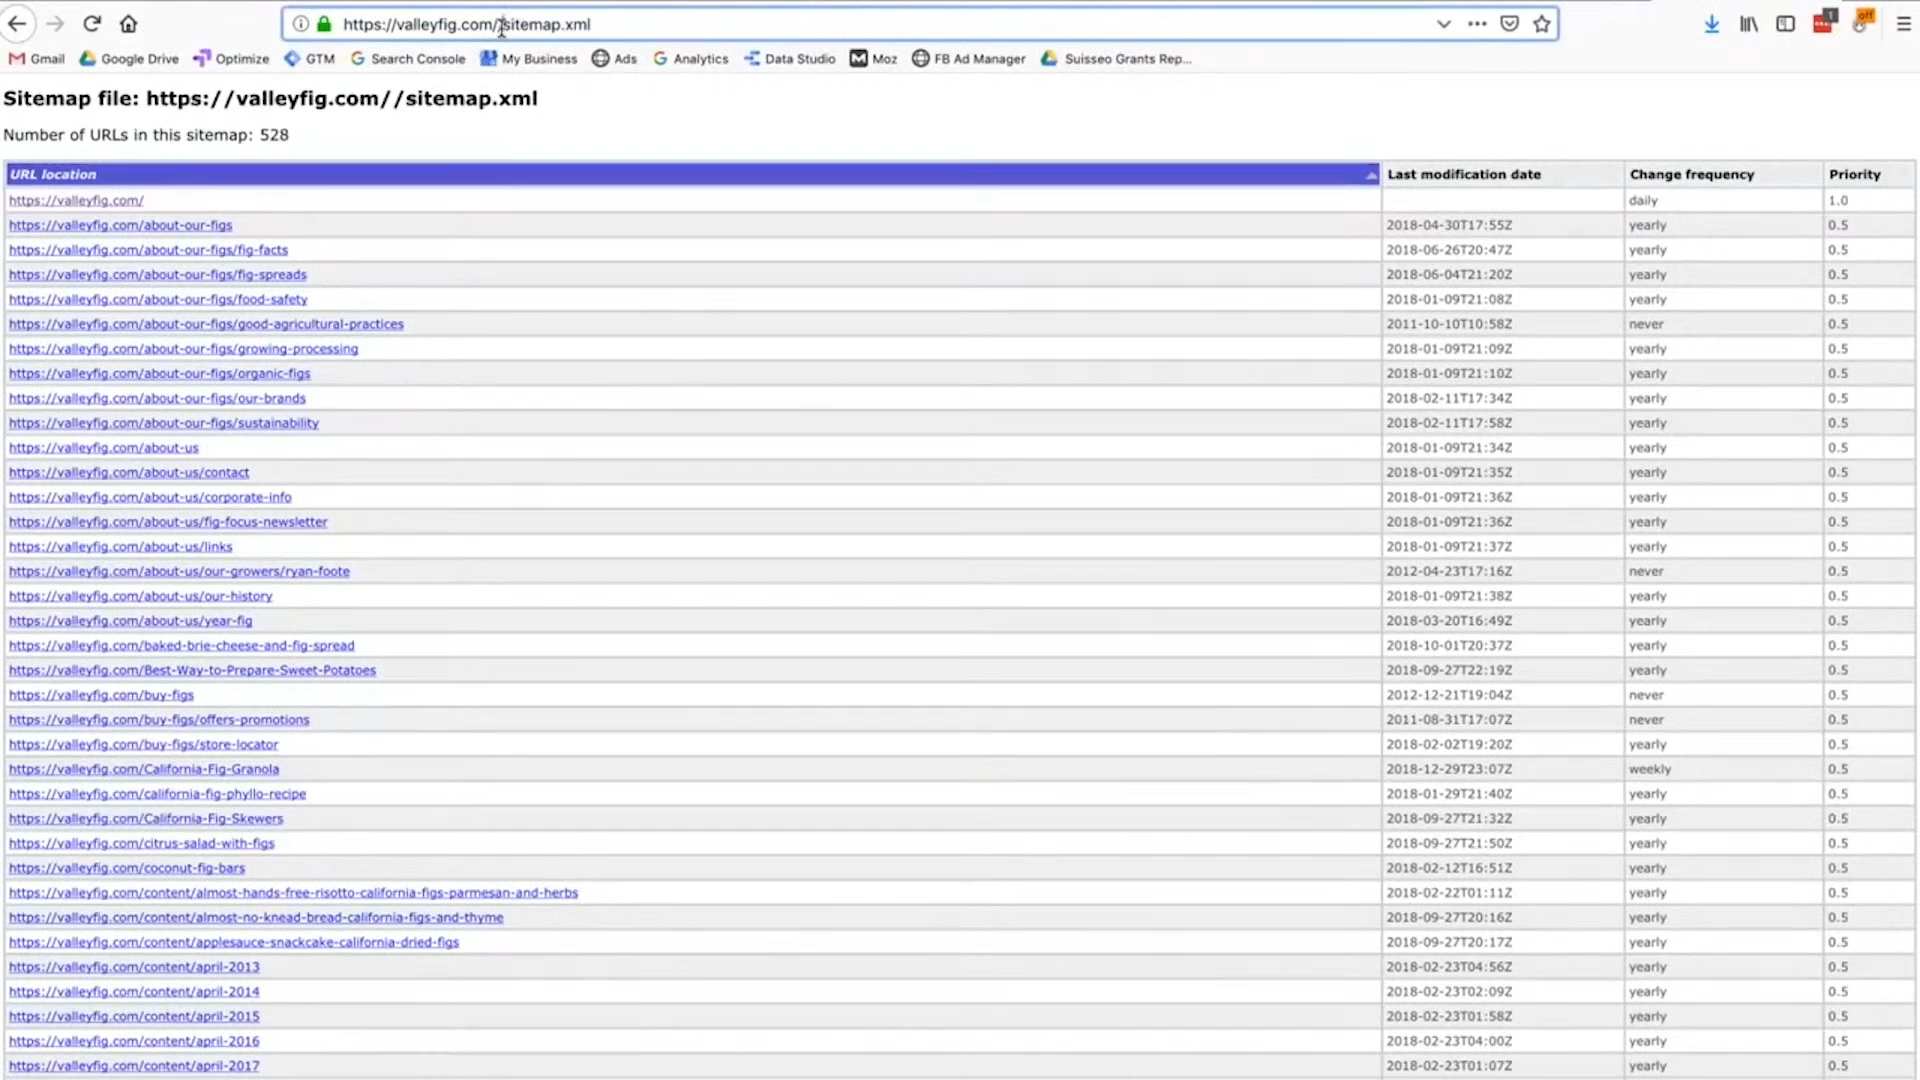 https://valleyfig.com//sitemap.xml
1
off
Gmail Google Drive Optimize GTM Search Console My Business Ads Analytics Data Studio Moz FB Ad Manager Suisseo Grants Rep...
Sitemap file: https://valleyfig.com//sitemap.xml
Number of URLs in this sitemap: 528
URL location Last modification date Change frequency Priority
https://valleyfig.com/ daily 1.0
https://valleyfig.com/about-our-figs 2018-04-30T17:55Z yearly 0.5
https://valleyfig.com/about-our-figs/fig-facts 2018-06-26T20:47Z yearly 0.5
https://valleyfig.com/about-our-figs/fig-spreads 2018-06-04T21:20Z yearly 0.5
https://valleyfig.com/about-our-figs/food-safety 2018-01-09T21:08Z yearly 0.5
https://valleyfig.com/about-our-figs/good-agricultural-practices 2011-10-10T10:58Z never 0.5
https://valleyfig.com/about-our-figs/growing-processing 2018-01-09T21:09Z yearly 0.5
https://valleyfig.com/about-our-figs/organic-figs 2018-01-09T21:10Z yearly 0.5
https://valleyfig.com/about-our-figs/our-brands 2018-02-11T17:34Z yearly 0.5
https://valleyfig.com/about-our-figs/sustainability 2018-02-11T17:58Z yearly 0.5
https://valleyfig.com/about-us 2018-01-09T21:34Z yearly 0.5
https://valleyfig.com/about-us/contact 2018-01-09T21:35Z yearly 0.5
https://valleyfig.com/about-us/corporate-info 2018-01-09T21:36Z yearly 0.5
https://valleyfig.com/about-us/fig-focus-newsletter 2018-01-09T21:36Z yearly 0.5
https://valleyfig.com/about-us/links 2018-01-09T21:37Z yearly 0.5
https://valleyfig.com/about-us/our-growers/ryan-foote 2012-04-23T17:16Z never 0.5
https://valleyfig.com/about-us/our-history 2018-01-09T21:38Z yearly 0.5
https://valleyfig.com/about-us/year-fig 2018-03-20T16:49Z yearly 0.5
https://valleyfig.com/baked-brie-cheese-and-fig-spread 2018-10-01T20:37Z yearly 0.5
https://valleyfig.com/Best-Way-to-Prepare-Sweet-Potatoes 2018-09-27T22:19Z yearly 0.5
https://valleyfig.com/buy-figs 2012-12-21T19:04Z never 0.5
https://valleyfig.com/buy-figs/offers-promotions 2011-08-31T17:07Z never 0.5
https://valleyfig.com/buy-figs/store-locator 2018-02-02T19:20Z yearly 0.5
https://valleyfig.com/California-Fig-Granola 2018-12-29T23:07Z weekly 0.5
https://valleyfig.com/california-fig-phyllo-recipe 2018-01-29T21:40Z yearly 0.5
https://valleyfig.com/California-Fig-Skewers 2018-09-27T21:32Z yearly 0.5
https://valleyfig.com/citrus-salad-with-figs 2018-09-27T21:50Z yearly 0.5
https://valleyfig.com/coconut-fig-bars 2018-02-12T16:51Z yearly 0.5
https://valleyfig.com/content/almost-hands-free-risotto-california-figs-parmesan-and-herbs 2018-02-22T01:11Z yearly 0.5
https://valleyfig.com/content/almost-no-knead-bread-california-figs-and-thyme 2018-09-27T20:16Z yearly 0.5
https://valleyfig.com/content/applesauce-snackcake-california-dried-figs 2018-09-27T20:17Z yearly 0.5
https://valleyfig.com/content/april-2013 2018-02-23T04:56Z yearly 0.5
https://valleyfig.com/content/april-2014 2018-02-23T02:09Z yearly 0.5
https://valleyfig.com/content/april-2015 2018-02-23T01:58Z yearly 0.5
https://valleyfig.com/content/april-2016 2018-02-23T04:00Z yearly 0.5
https://valleyfig.com/content/april-2017 2018-02-23T01:07Z yearly 0.5